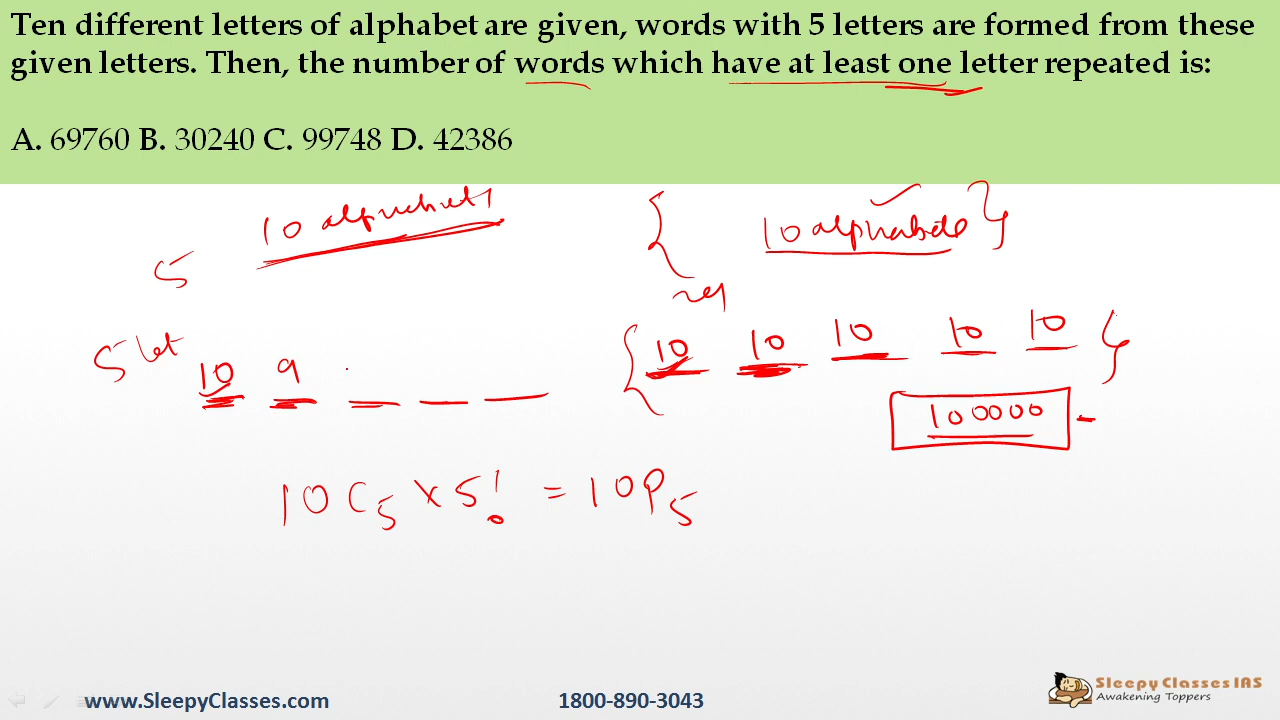 Ten different letters of alphabet are given, words with 5 letters are formed from these
given letters. Then, the number of words which have at least one letter repeated is:
A. 69760 B. 30240 C. 99748 D. 42386
10 alphabets
10 alphabets
5
rep
5 let
10 9
10 10 10 10 10
100000 -
10C5 × 5! = 10P5
www.SleepyClasses.com
1800-890-3043
Sleepy Classes IAS
Awakening Toppers